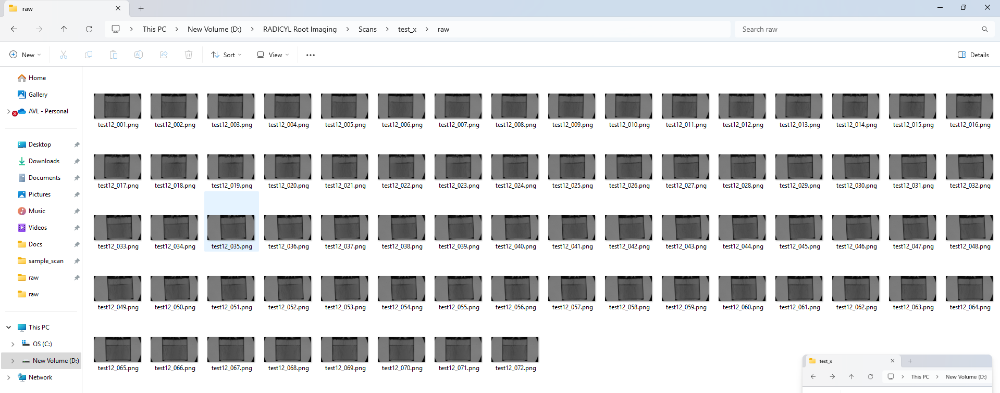 raw
This PC > New Volume (D:) > RADICYL Root Imaging > Scans > test_x > raw
Search raw
New
Sort
View
Details
Home
Gallery
AVL - Personal
Desktop
Downloads
Documents
Pictures
Music
Videos
Docs
sample_scan
raw
raw
This PC
OS (C:)
New Volume (D:)
Network
test12_001.png test12_002.png test12_003.png test12_004.png test12_005.png test12_006.png test12_007.png test12_008.png test12_009.png test12_010.png test12_011.png test12_012.png test12_013.png test12_014.png test12_015.png test12_016.png
test12_017.png test12_018.png test12_019.png test12_020.png test12_021.png test12_022.png test12_023.png test12_024.png test12_025.png test12_026.png test12_027.png test12_028.png test12_029.png test12_030.png test12_031.png test12_032.png
test12_033.png test12_034.png test12_035.png test12_036.png test12_037.png test12_038.png test12_039.png test12_040.png test12_041.png test12_042.png test12_043.png test12_044.png test12_045.png test12_046.png test12_047.png test12_048.png
test12_049.png test12_050.png test12_051.png test12_052.png test12_053.png test12_054.png test12_055.png test12_056.png test12_057.png test12_058.png test12_059.png test12_060.png test12_061.png test12_062.png test12_063.png test12_064.png
test12_065.png test12_066.png test12_067.png test12_068.png test12_069.png test12_070.png test12_071.png test12_072.png
test_x
This PC > New Volume (D:)